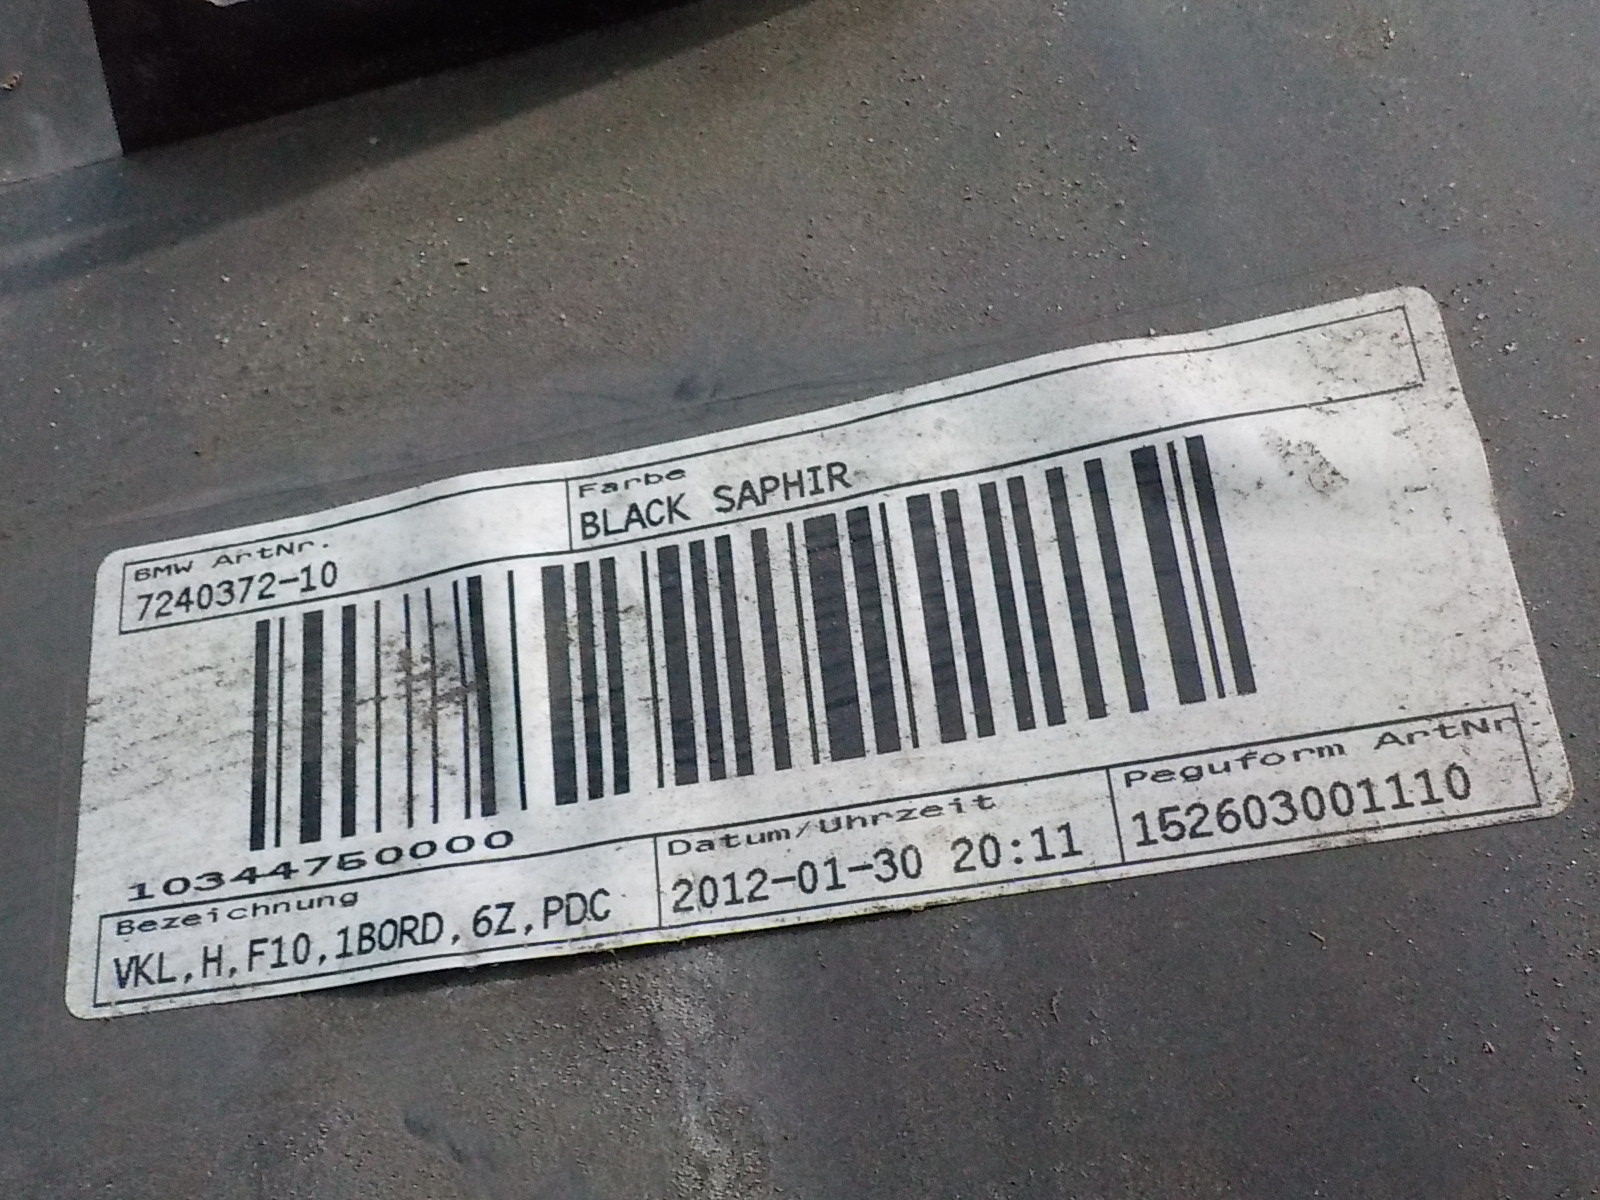 BMW ArtNr.
7240372-10
Farbe
BLACK SAPHIR
10344750000
Bezeichnung
VKL,H,F10,1BORD,6Z,PDC
Datum/Uhrzeit
2012-01-30 20:11
Peguform ArtNr
152603001110